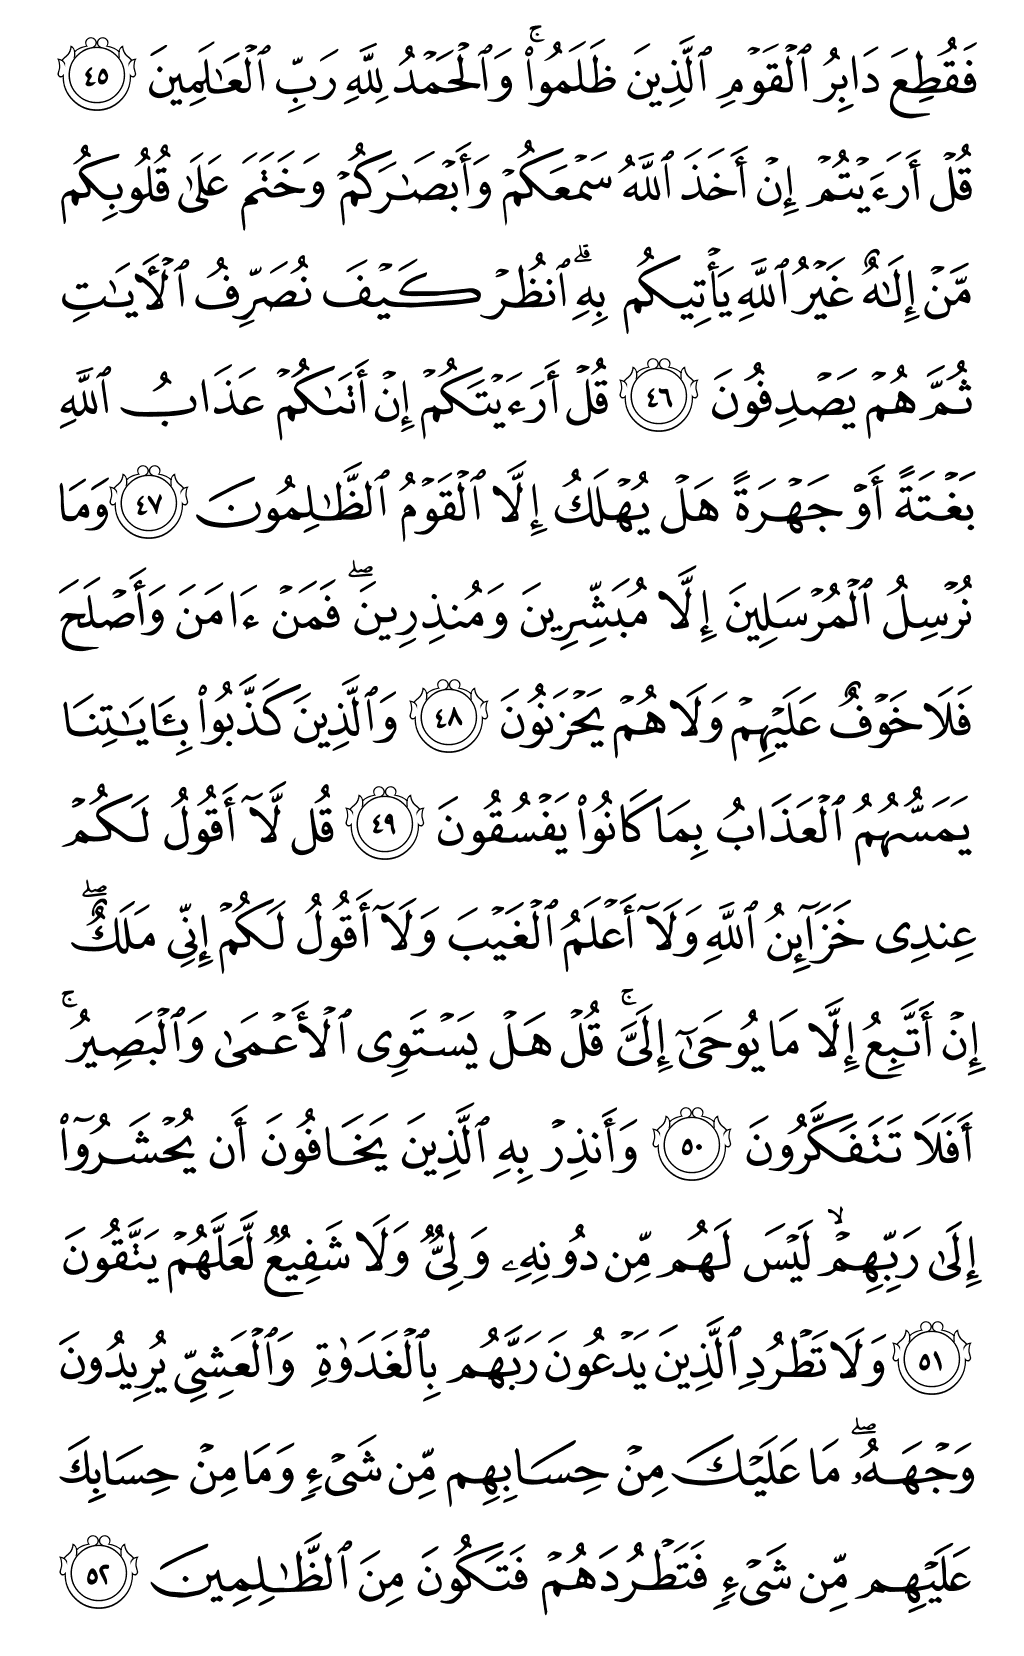 فَقُطِعَ دَابِرُ ٱلْقَوْمِ ٱلَّذِينَ ظَلَمُوا۟ ۚ وَٱلْحَمْدُ لِلَّهِ رَبِّ ٱلْعَـٰلَمِينَ ٤٥
قُلْ أَرَءَيْتُمْ إِنْ أَخَذَ ٱللَّهُ سَمْعَكُمْ وَأَبْصَـٰرَكُمْ وَخَتَمَ عَلَىٰ قُلُوبِكُم
مَّنْ إِلَـٰهٌ غَيْرُ ٱللَّهِ يَأْتِيكُم بِهِ ۗ ٱنظُرْ كَيْفَ نُصَرِّفُ ٱلْـَٔايَـٰتِ
ثُمَّ هُمْ يَصْدِفُونَ ٤٦ قُلْ أَرَءَيْتَكُمْ إِنْ أَتَىٰكُمْ عَذَابُ ٱللَّهِ
بَغْتَةً أَوْ جَهْرَةً هَلْ يُهْلَكُ إِلَّا ٱلْقَوْمُ ٱلظَّـٰلِمُونَ ٤٧ وَمَا
نُرْسِلُ ٱلْمُرْسَلِينَ إِلَّا مُبَشِّرِينَ وَمُنذِرِينَ ۖ فَمَنْ ءَامَنَ وَأَصْلَحَ
فَلَا خَوْفٌ عَلَيْهِمْ وَلَا هُمْ يَحْزَنُونَ ٤٨ وَٱلَّذِينَ كَذَّبُوا۟ بِـَٔايَـٰتِنَا
يَمَسُّهُمُ ٱلْعَذَابُ بِمَا كَانُوا۟ يَفْسُقُونَ ٤٩ قُل لَّآ أَقُولُ لَكُمْ
عِندِى خَزَآئِنُ ٱللَّهِ وَلَآ أَعْلَمُ ٱلْغَيْبَ وَلَآ أَقُولُ لَكُمْ إِنِّى مَلَكٌ ۖ
إِنْ أَتَّبِعُ إِلَّا مَا يُوحَىٰٓ إِلَىَّ ۚ قُلْ هَلْ يَسْتَوِى ٱلْأَعْمَىٰ وَٱلْبَصِيرُ ۚ
أَفَلَا تَتَفَكَّرُونَ ٥٠ وَأَنذِرْ بِهِ ٱلَّذِينَ يَخَافُونَ أَن يُحْشَرُوٓا۟
إِلَىٰ رَبِّهِمْ ۙ لَيْسَ لَهُم مِّن دُونِهِۦ وَلِىٌّ وَلَا شَفِيعٌ لَّعَلَّهُمْ يَتَّقُونَ
٥١ وَلَا تَطْرُدِ ٱلَّذِينَ يَدْعُونَ رَبَّهُم بِٱلْغَدَوٰةِ وَٱلْعَشِىِّ يُرِيدُونَ
وَجْهَهُۥ ۖ مَا عَلَيْكَ مِنْ حِسَابِهِم مِّن شَىْءٍ وَمَا مِنْ حِسَابِكَ
عَلَيْهِم مِّن شَىْءٍ فَتَطْرُدَهُمْ فَتَكُونَ مِنَ ٱلظَّـٰلِمِينَ ٥٢